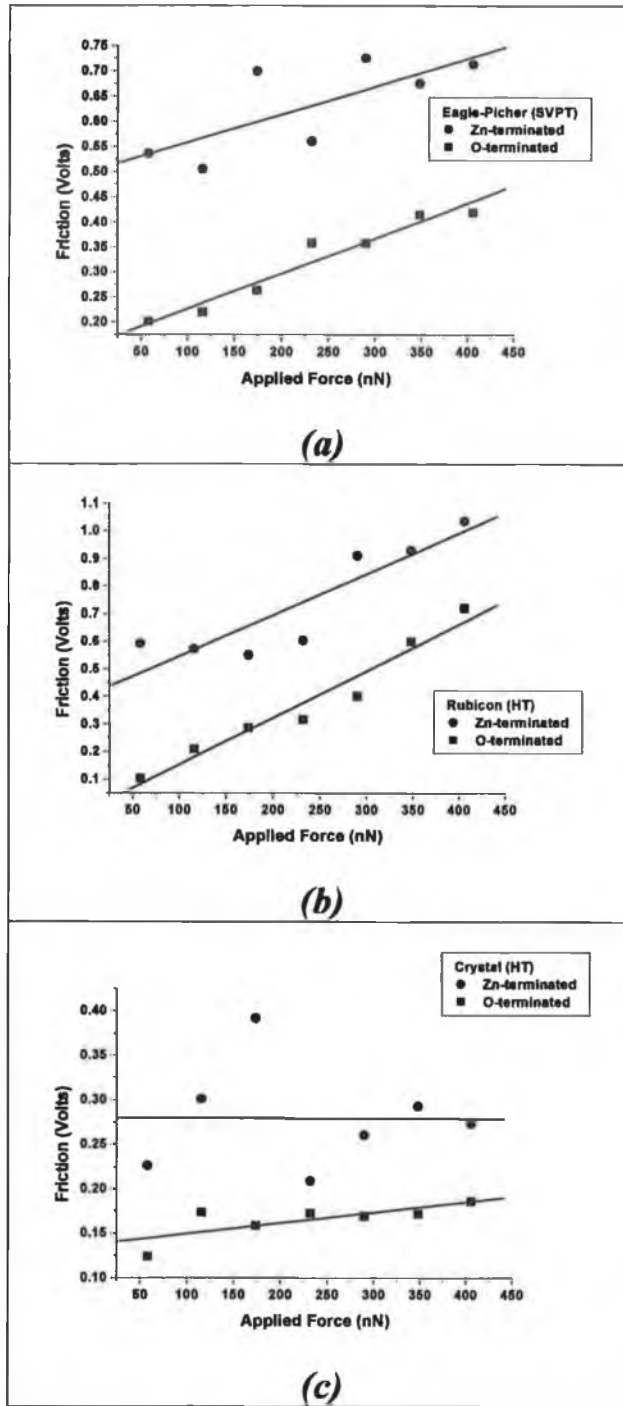 0.75
0.70
0.65
0.60
0.55
0.50
0.45
0.40
0.35
0.30
0.25
0.20
Friction (Volts)
Eagle-Picher (SVPT)
Zn-terminated
O-terminated
50 100 150 200 250 300 350 400 450
Applied Force (nN)
(a)
1.1
1.0
0.9
0.8
0.7
0.6
0.5
0.4
0.3
0.2
0.1
Friction (Volts)
Rubicon (HT)
Zn-terminated
O-terminated
50 100 150 200 250 300 350 400 450
Applied Force (nN)
(b)
Crystal (HT)
Zn-terminated
O-terminated
0.40
0.35
0.30
0.25
0.20
0.15
0.10
Friction (Volts)
50 100 150 200 250 300 350 400 450
Applied Force (nN)
(c)